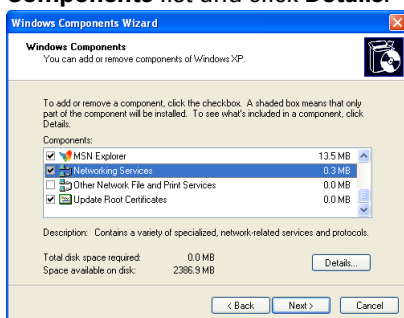 Components list and click Details.
Windows Components Wizard
Windows Components
You can add or remove components of Windows XP.
To add or remove a component, click the checkbox. A shaded box means that only
part of the component will be installed. To see what's included in a component, click
Details.
Components:
MSN Explorer 13.5 MB
Networking Services 0.3 MB
Other Network File and Print Services 0.0 MB
Update Root Certificates 0.0 MB
Description: Contains a variety of specialized, network-related services and protocols.
Total disk space required: 0.0 MB
Space available on disk: 2386.9 MB
Details...
< Back Next > Cancel